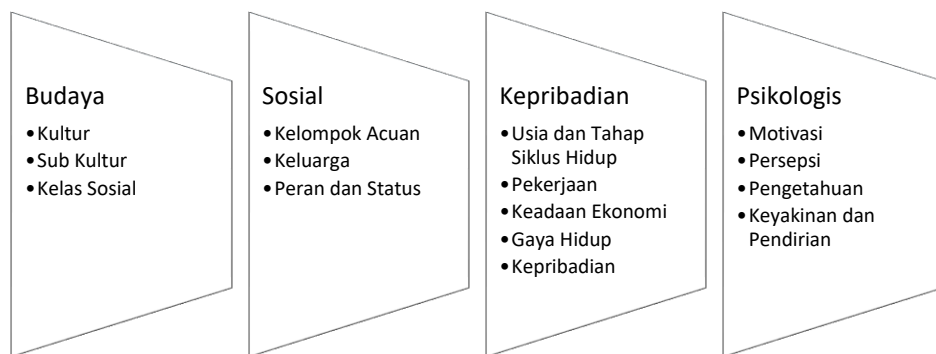 Budaya
•Kultur
•Sub Kultur
•Kelas Sosial
Sosial
•Kelompok Acuan
•Keluarga
•Peran dan Status
Kepribadian
•Usia dan Tahap
Siklus Hidup
•Pekerjaan
•Keadaan Ekonomi
•Gaya Hidup
•Kepribadian
Psikologis
•Motivasi
•Persepsi
•Pengetahuan
•Keyakinan dan
Pendirian